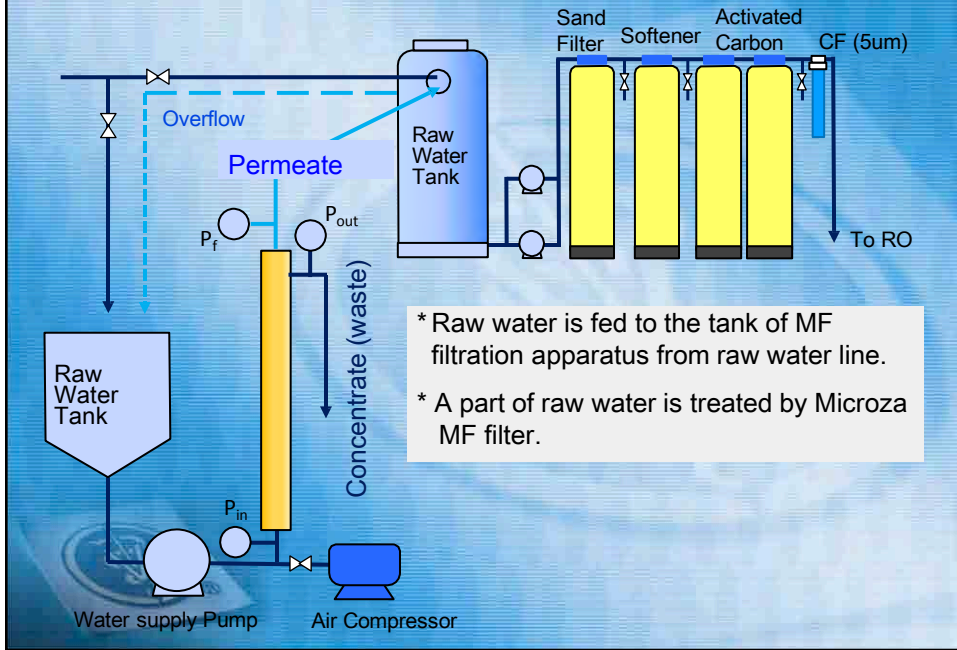 Sand
Filter
Softener
Activated
Carbon
CF (5um)
Overflow
Permeate
Raw
Water
Tank
Pf
Pout
To RO
Concentrate (waste)
* Raw water is fed to the tank of MF
filtration apparatus from raw water line.
* A part of raw water is treated by Microza
MF filter.
Raw
Water
Tank
Pin
Water supply Pump
Air Compressor